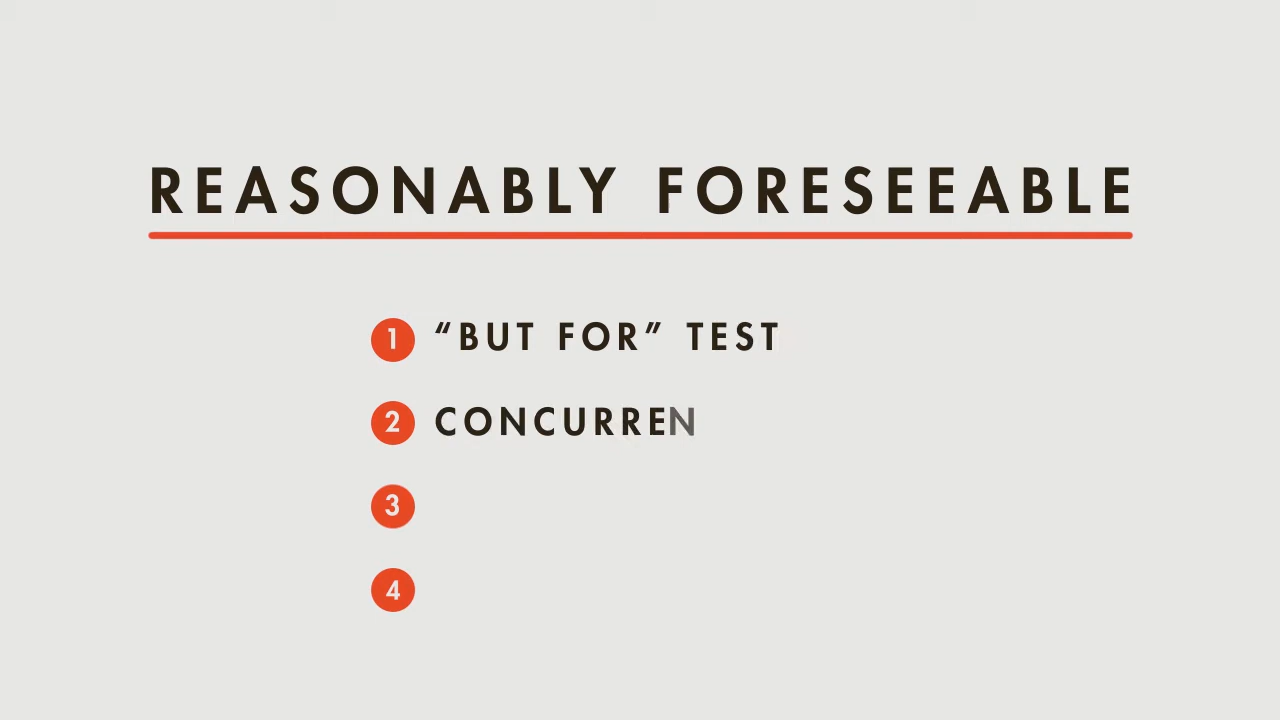 REASONABLY FORESEEABLE
1 “BUT FOR” TEST
2 CONCURREN
3
4